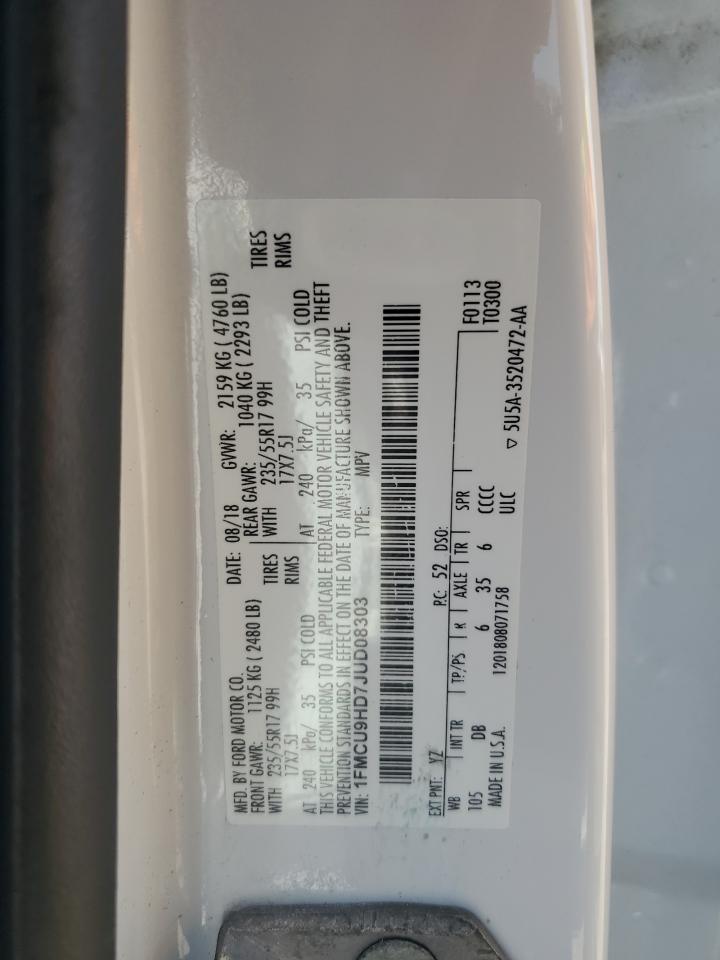 MFD. BY FORD MOTOR CO. DATE: 08/18 GVWR: 2159 KG ( 4760 LB)
FRONT GAWR: 1125 KG ( 2480 LB) REAR GAWR: 1040 KG ( 2293 LB)
WITH 235/55R17 99H TIRES WITH 235/55R17 99H TIRES
17X7.5J RIMS 17X7.5J RIMS
AT 240 kPa/ 35 PSI COLD AT 240 kPa/ 35 PSI COLD
THIS VEHICLE CONFORMS TO ALL APPLICABLE FEDERAL MOTOR VEHICLE SAFETY AND THEFT
PREVENTION STANDARDS IN EFFECT ON THE DATE OF MANUFACTURE SHOWN ABOVE.
VIN: 1FMCU9HD7JUD08303 TYPE: MPV
EXT PNT: YZ RC: 52 DSO:
WB INT TR TP/PS R AXLE TR SPR F0113
105 DB 6 35 6 CCCC T0300
MADE IN U.S.A. 1201808071758 ULC
▽ 5U5A-3520472-AA